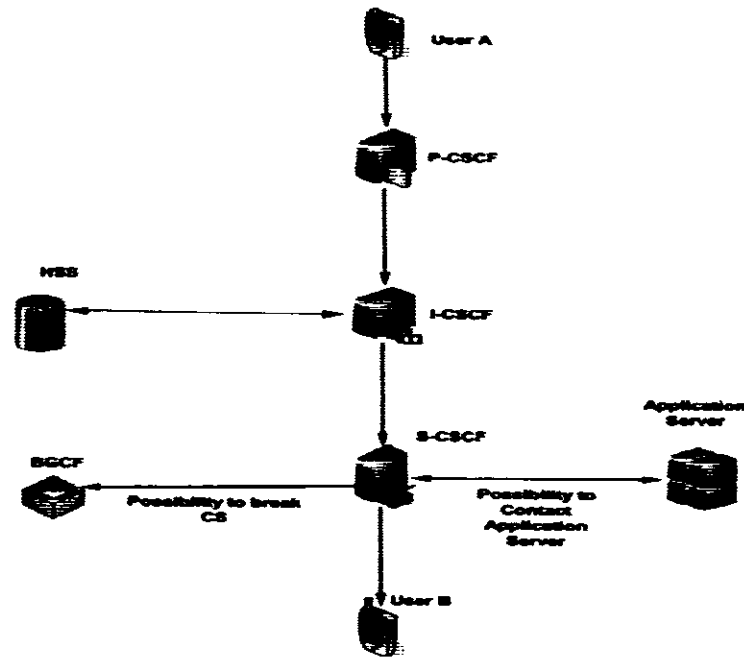 User A
P-CSCF
HSS
I-CSCF
Application
Server
S-CSCF
BGCF
Possibility to break
CS
Possibility to
Contact
Application
Server
User B